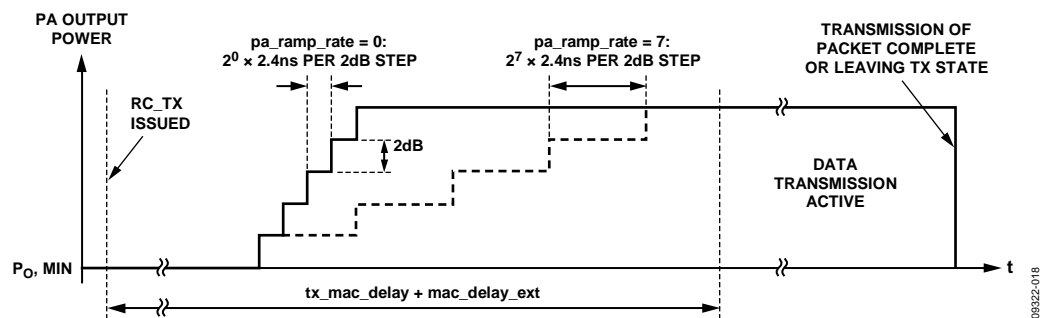 PA OUTPUT
POWER
pa_ramp_rate = 0:
2⁰ × 2.4ns PER 2dB STEP
pa_ramp_rate = 7:
2⁷ × 2.4ns PER 2dB STEP
TRANSMISSION OF
PACKET COMPLETE
OR LEAVING TX STATE
RC_TX
ISSUED
2dB
DATA
TRANSMISSION
ACTIVE
P_O, MIN
t
tx_mac_delay + mac_delay_ext
09322-018